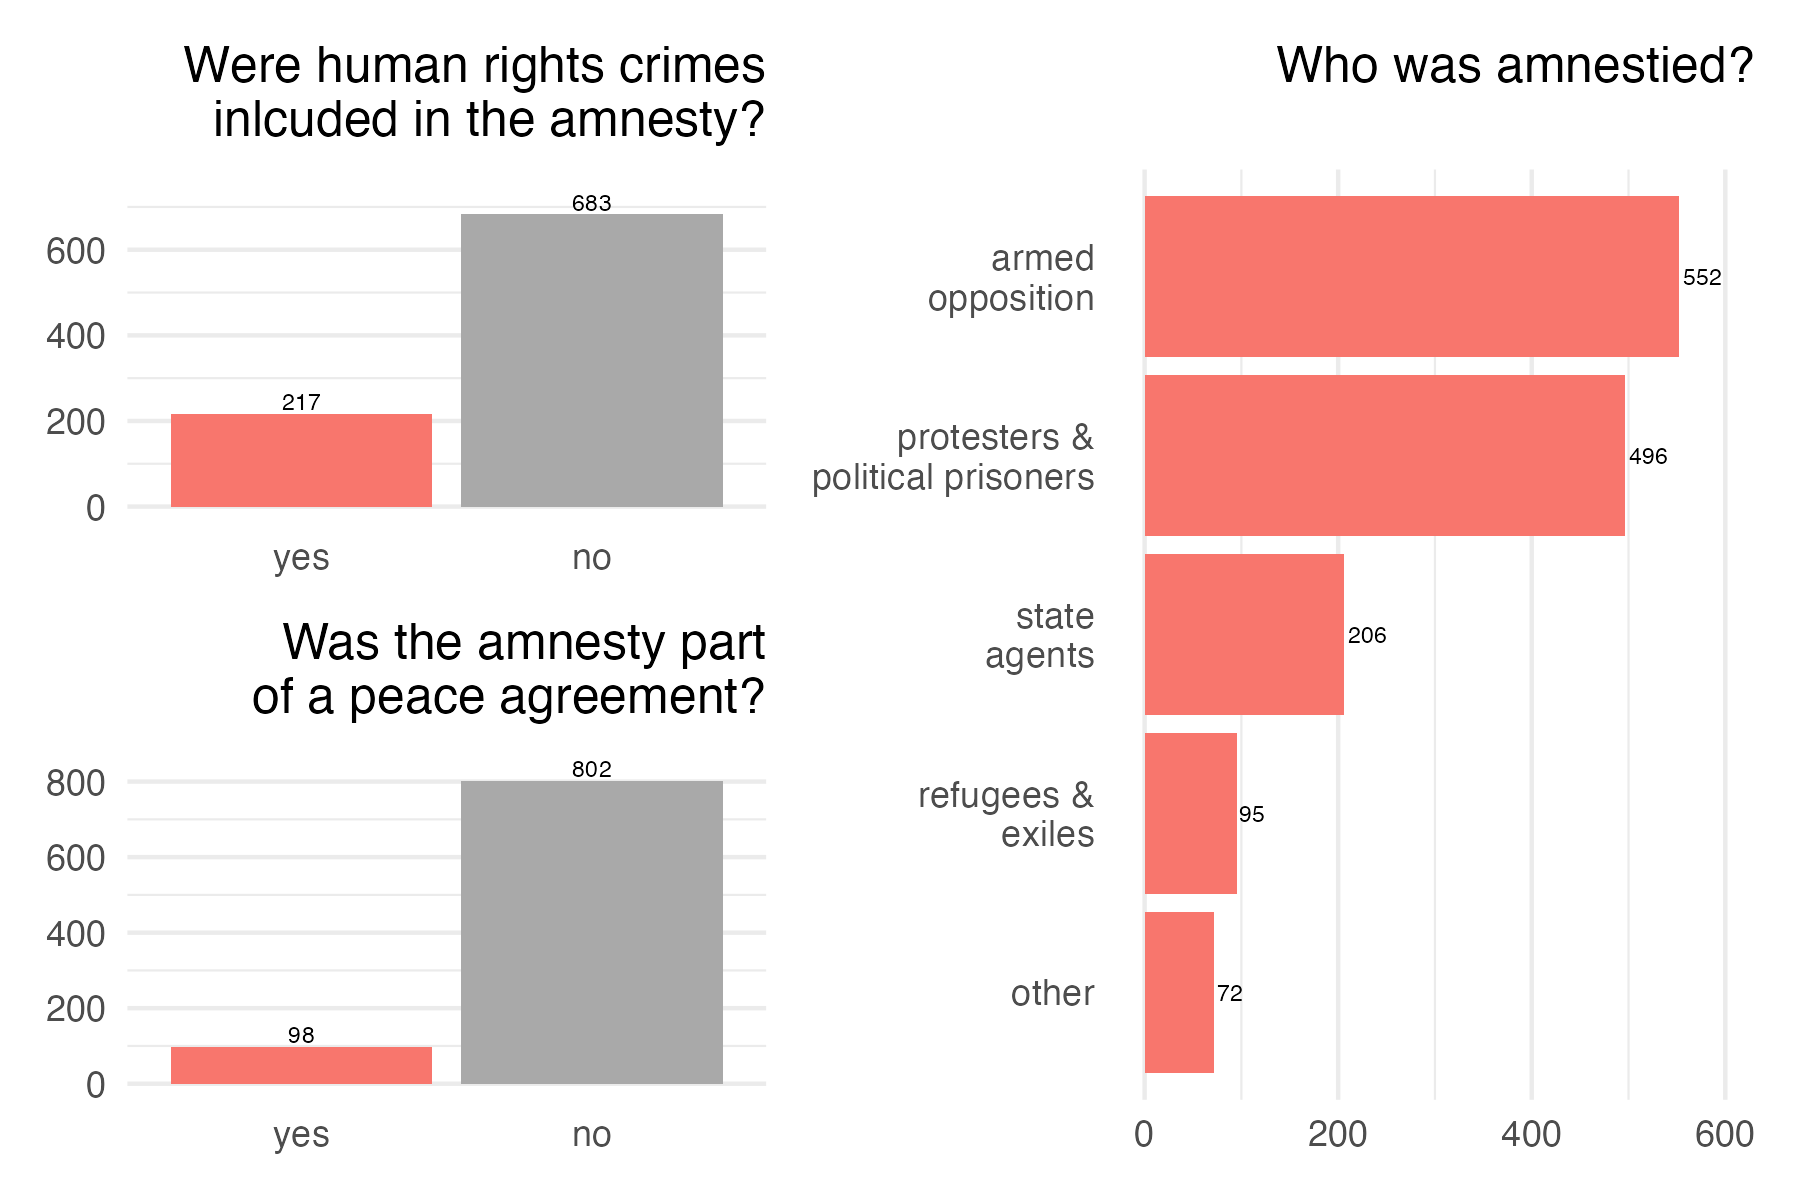 Were human rights crimes
inlcuded in the amnesty?
683
600
400
217
200
0
yes no
Was the amnesty part
of a peace agreement?
802
800
600
400
200
98
0
yes no
Who was amnestied?
armed
opposition
552
protesters &
political prisoners
496
state
agents
206
refugees &
exiles
95
other
72
0 200 400 600